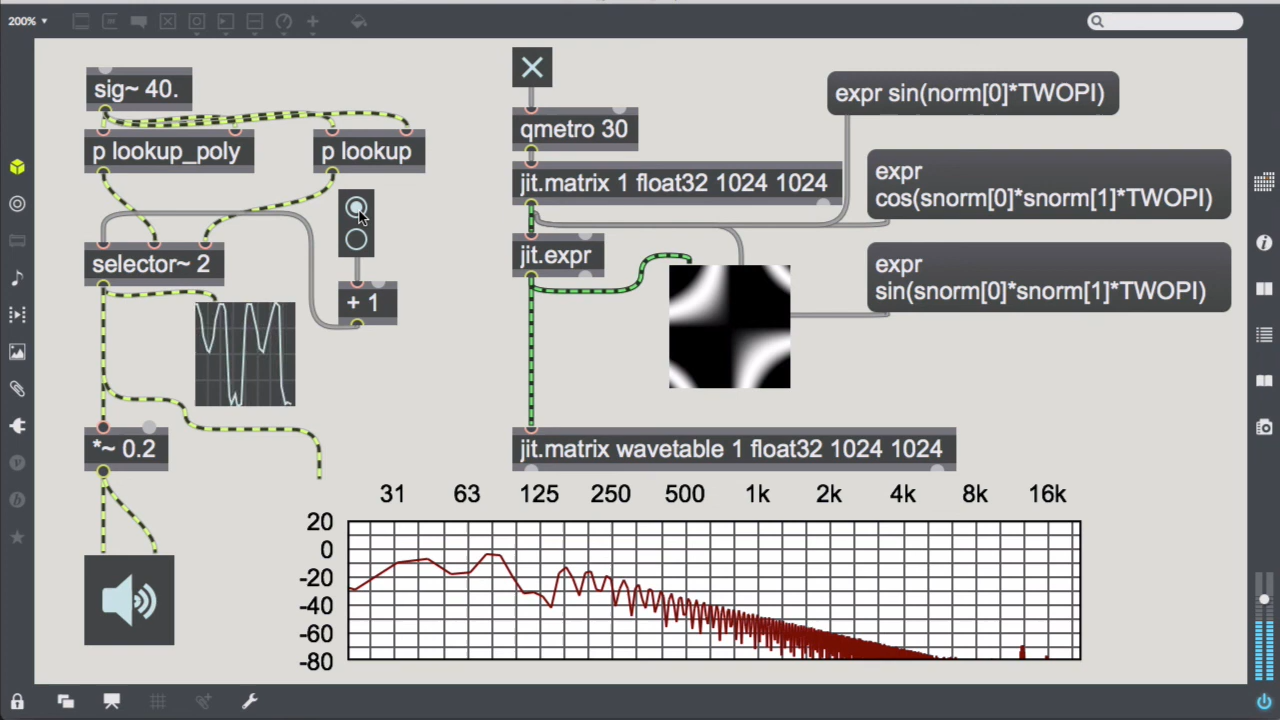 200%
sig~ 40.
p lookup_poly
p lookup
selector~ 2
+ 1
*~ 0.2
qmetro 30
jit.matrix 1 float32 1024 1024
jit.expr
expr sin(norm[0]*TWOPI)
expr
cos(snorm[0]*snorm[1]*TWOPI)
expr
sin(snorm[0]*snorm[1]*TWOPI)
jit.matrix wavetable 1 float32 1024 1024
31 63 125 250 500 1k 2k 4k 8k 16k
20
0
-20
-40
-60
-80